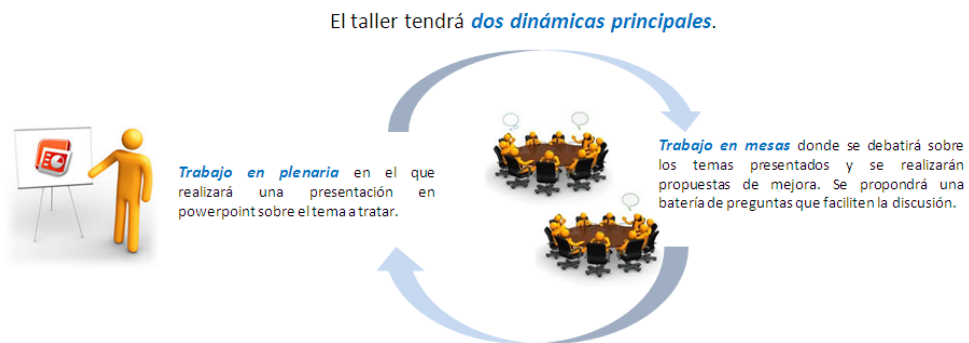 El taller tendrá dos dinámicas principales.
Trabajo en plenaria en el que
realizará una presentación en
powerpoint sobre el tema a tratar.
Trabajo en mesas donde se debatirá sobre
los temas presentados y se realizarán
propuestas de mejora. Se propondrá una
batería de preguntas que faciliten la discusión.